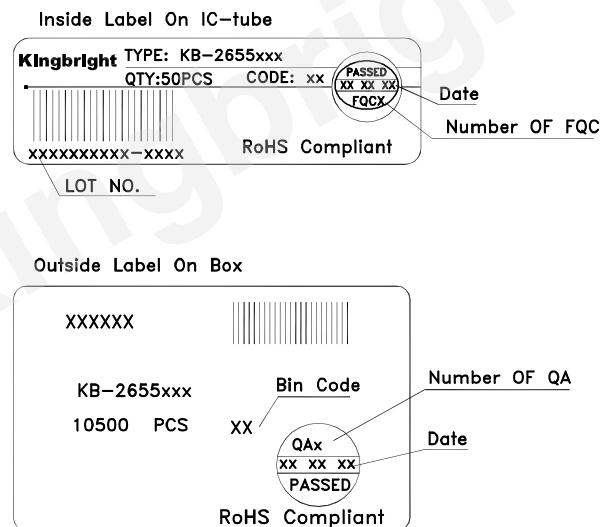 Inside Label On IC-tube
Kingbright TYPE: KB-2655xxx
QTY:50PCS CODE: xx
PASSED
xx xx xx
FQCX
Date
Number OF FQC
xxxxxxxxxx-xxxx
RoHS Compliant
LOT NO.
Outside Label On Box
XXXXXX
KB-2655xxx
Bin Code
Number OF QA
10500 PCS
XX
QAx
Date
xx xx xx
PASSED
RoHS Compliant
Kingbright